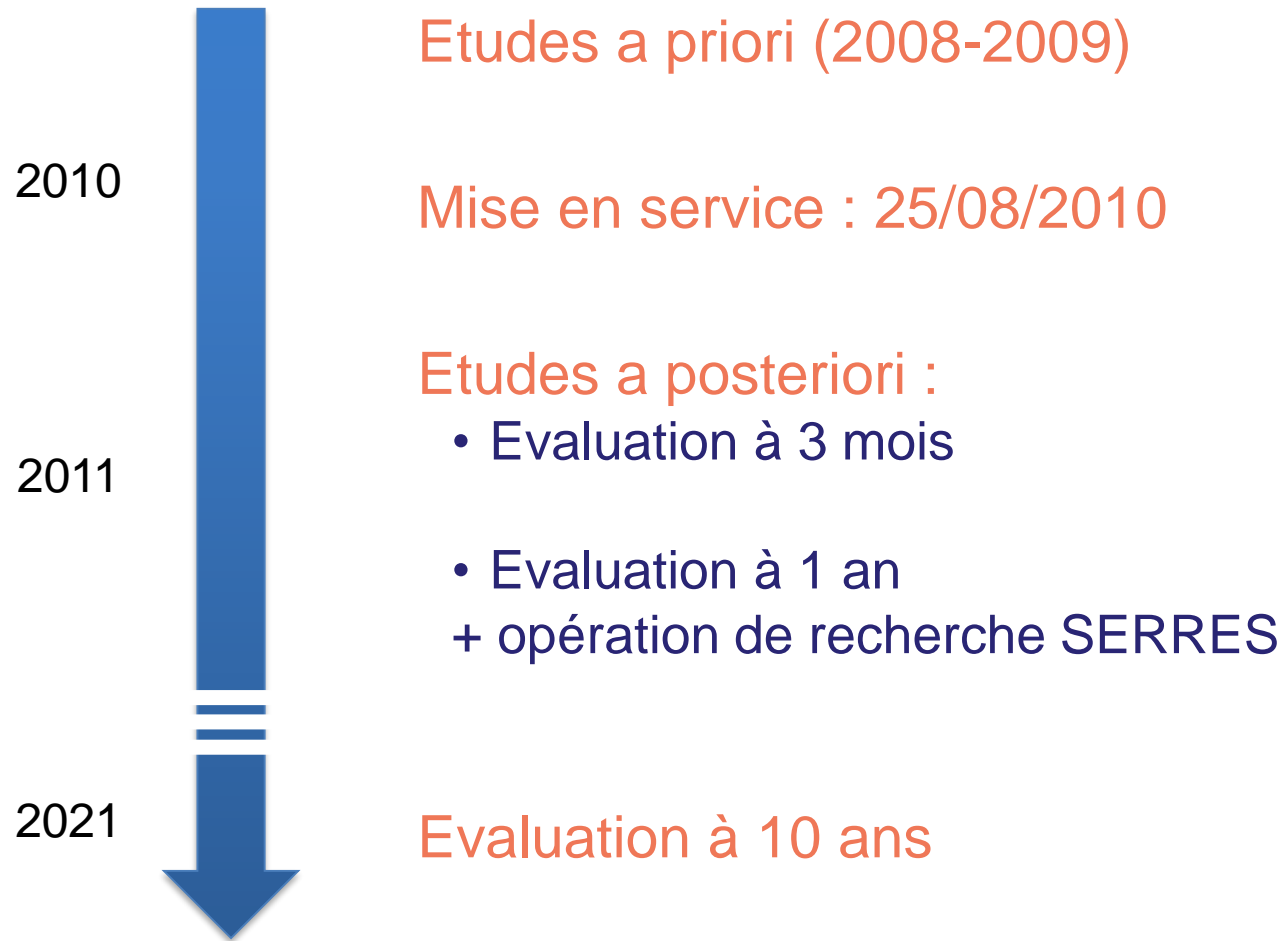 Etudes a priori (2008-2009)
2010
Mise en service : 25/08/2010
Etudes a posteriori :
• Evaluation à 3 mois
2011
• Evaluation à 1 an
+ opération de recherche SERRES
2021
Evaluation à 10 ans